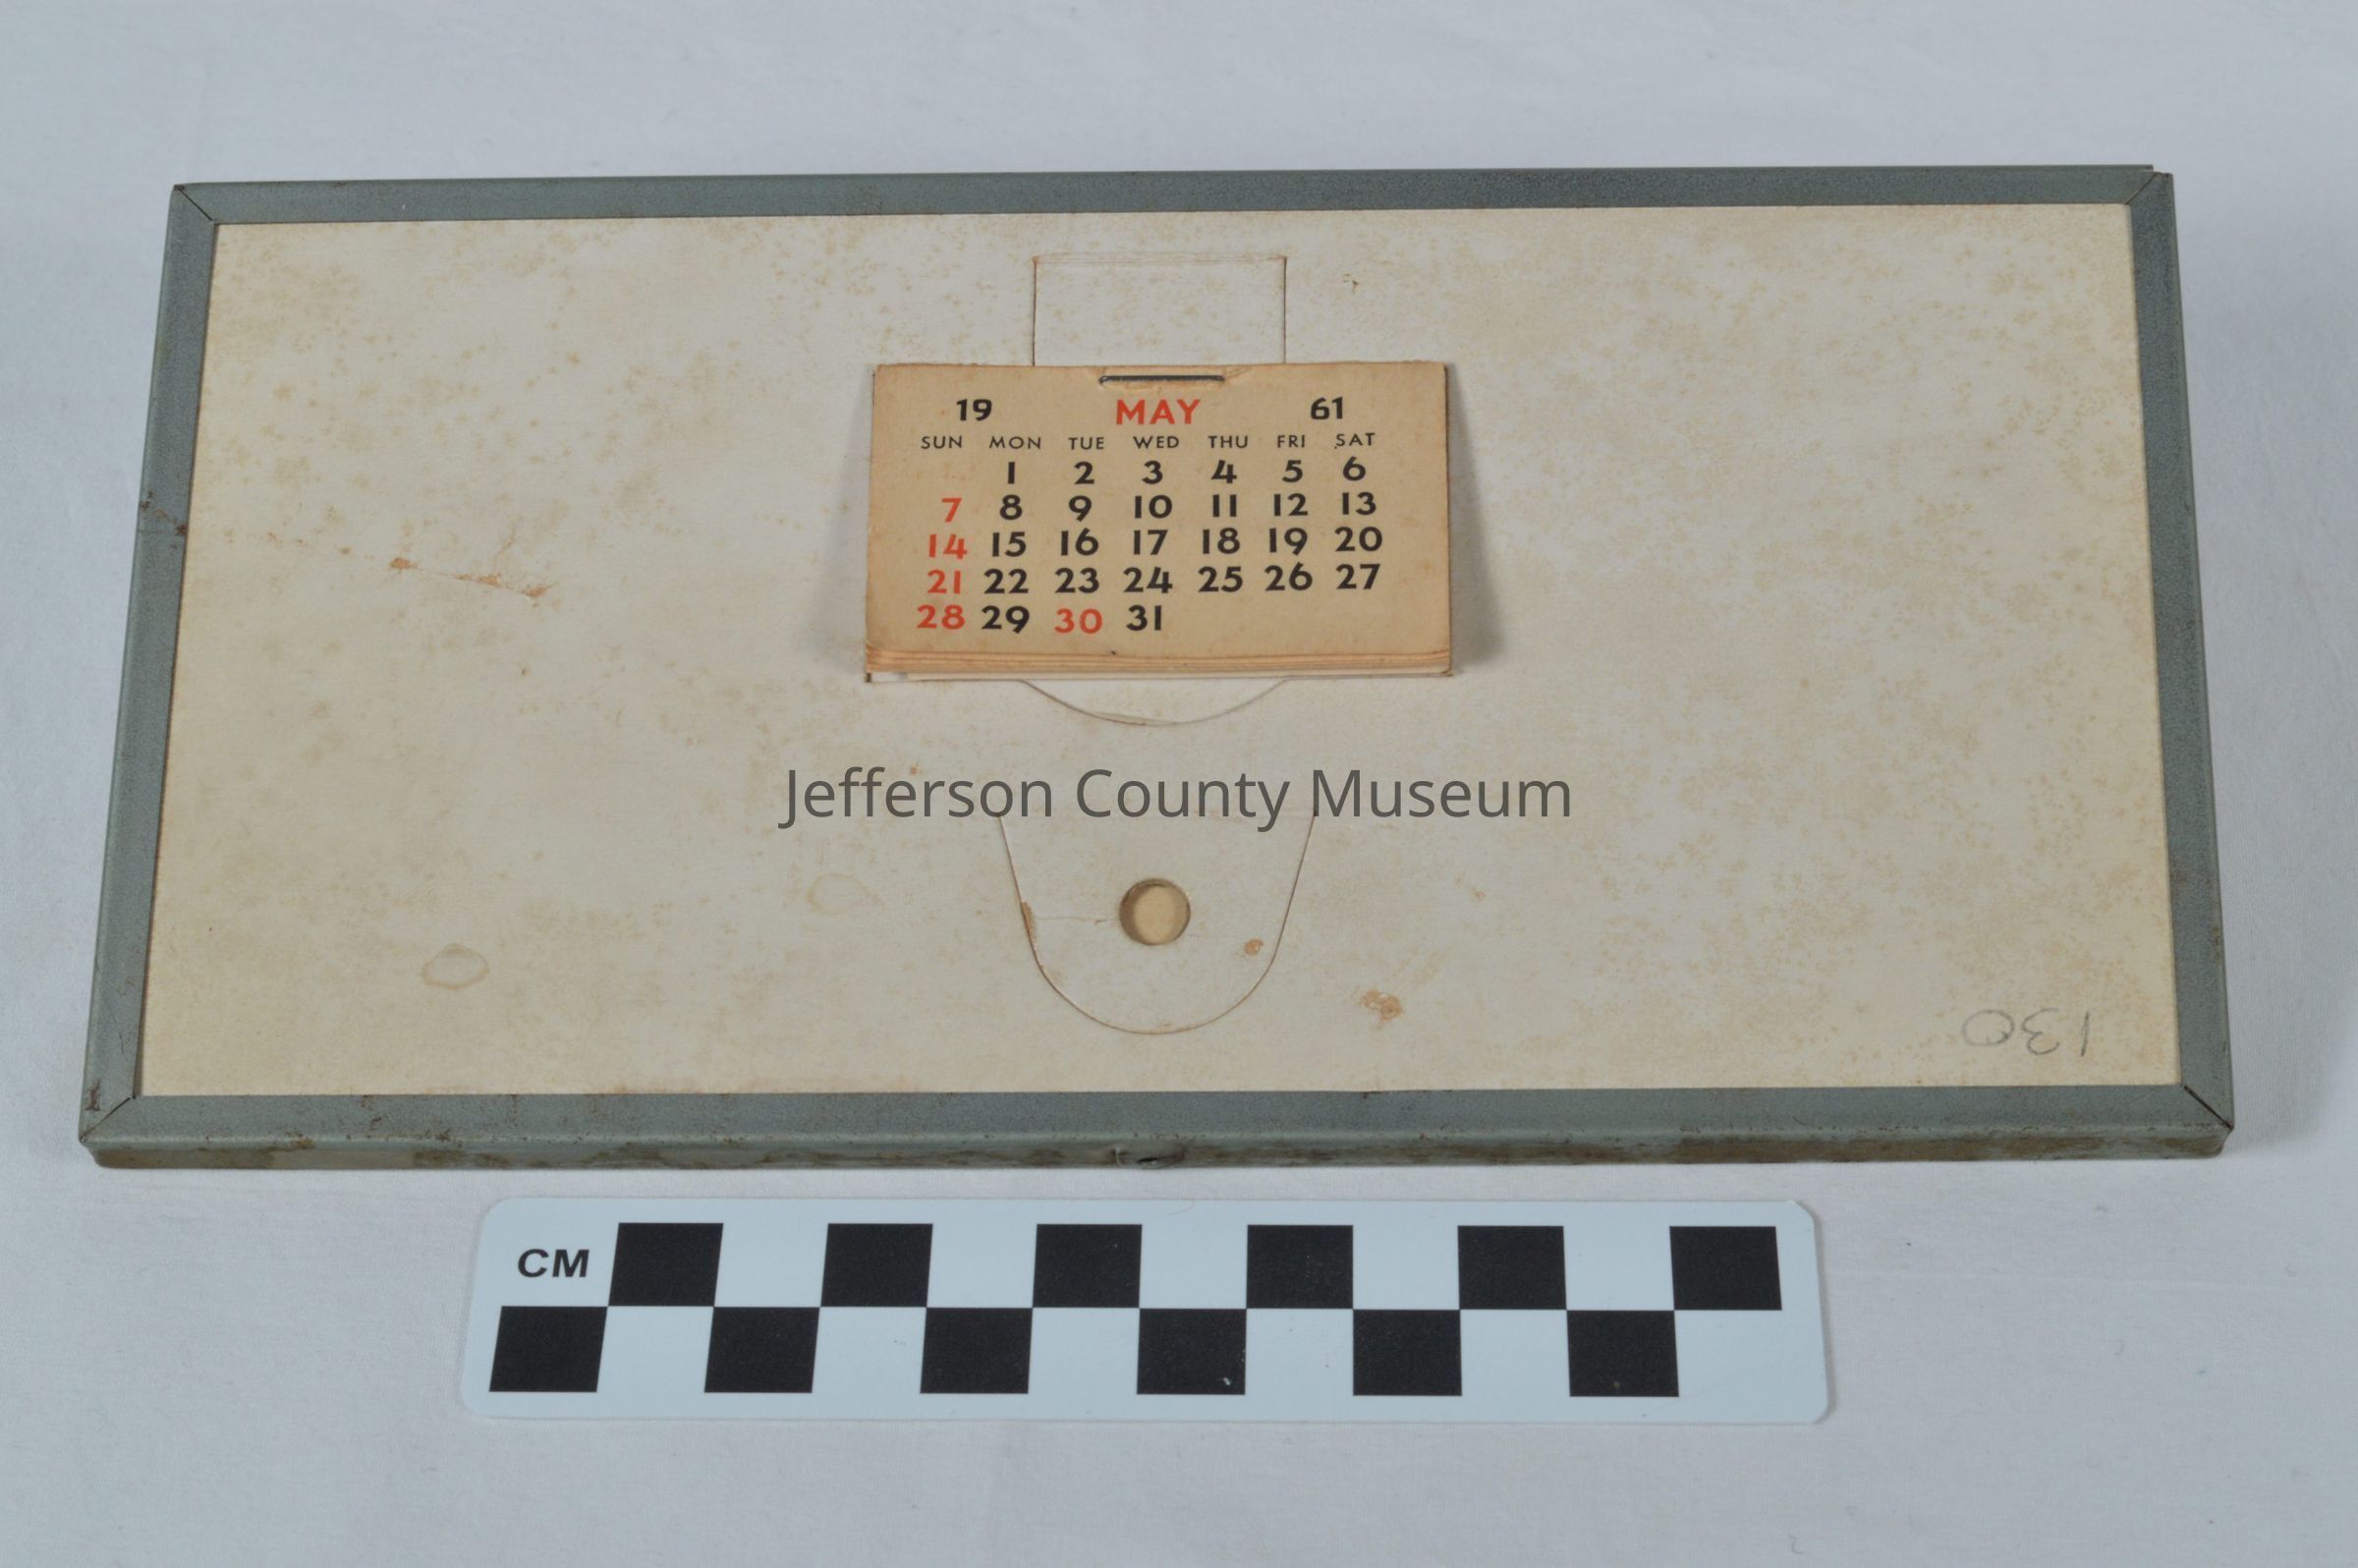 19 MAY 61
SUN MON TUE WED THU FRI SAT
1 2 3 4 5 6
7 8 9 10 11 12 13
14 15 16 17 18 19 20
21 22 23 24 25 26 27
28 29 30 31
Jefferson County Museum
130
CM